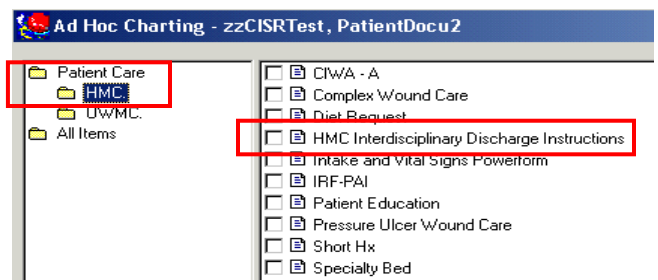 Ad Hoc Charting - zzCISRTest, PatientDocu2
Patient Care
HMC.
UWMC.
All Items
CIWA - A
Complex Wound Care
Diet Request
HMC Interdisciplinary Discharge Instructions
Intake and Vital Signs Powerform
IRF-PAI
Patient Education
Pressure Ulcer Wound Care
Short Hx
Specialty Bed